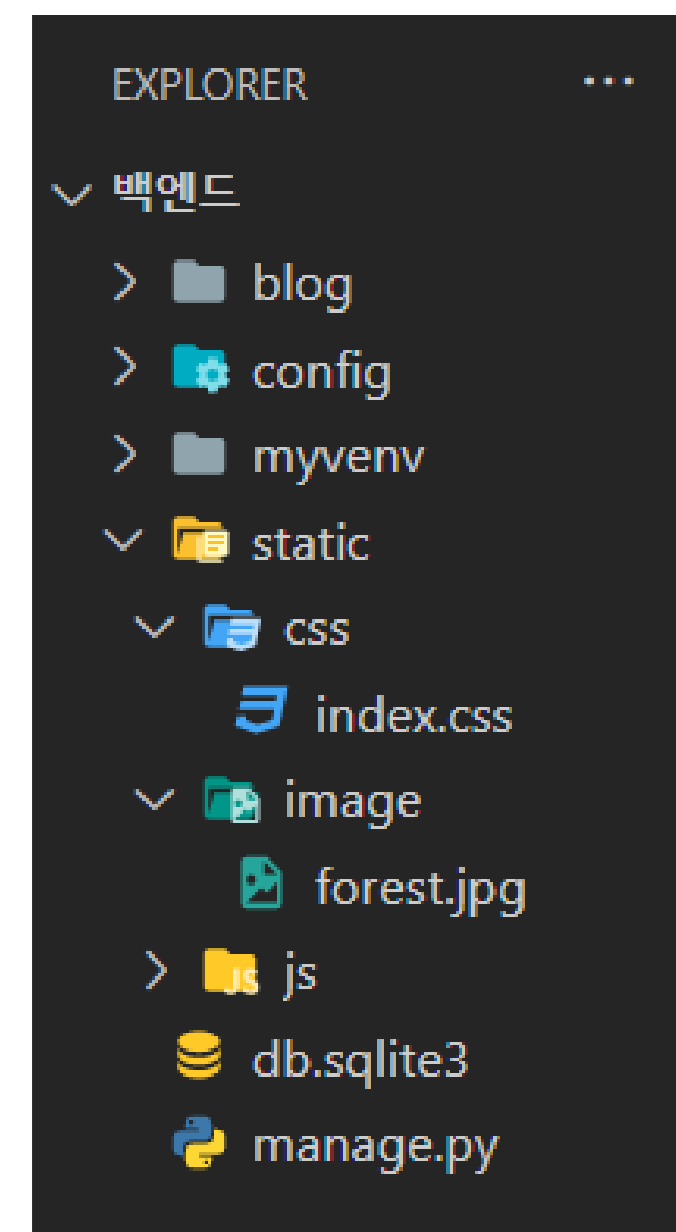 EXPLORER ...
백엔드
blog
config
myvenv
static
css
index.css
image
forest.jpg
JS js
db.sqlite3
manage.py